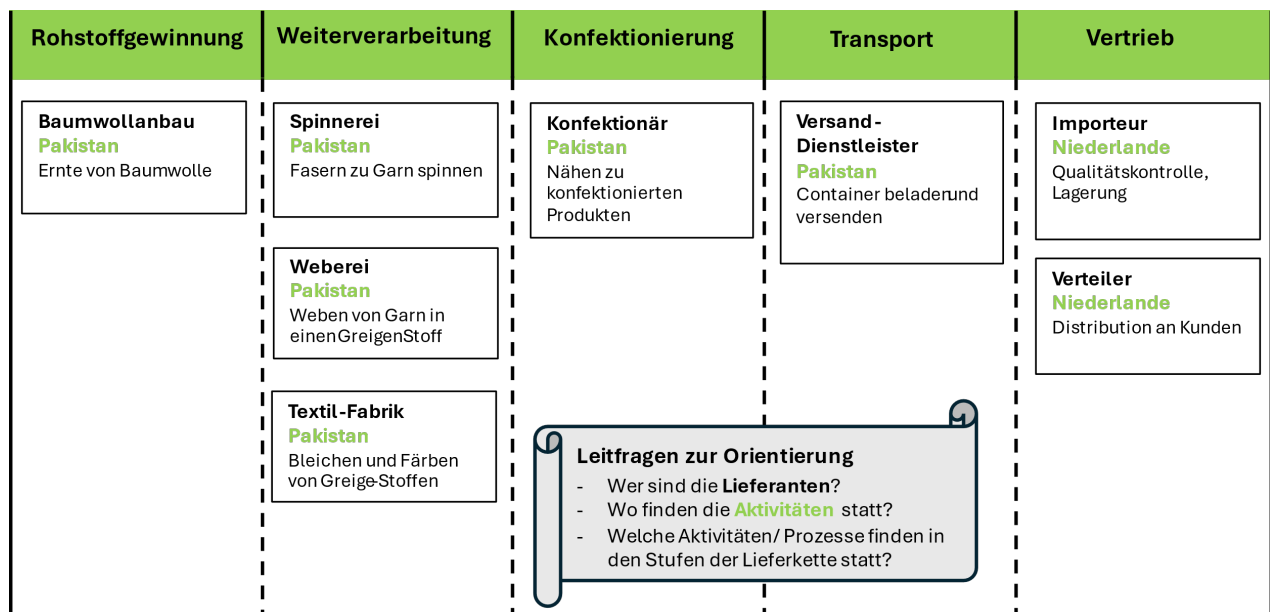 Rohstoffgewinnung
Weiterverarbeitung
Konfektionierung
Transport
Vertrieb
Baumwollanbau
Pakistan
Ernte von Baumwolle
Spinnerei
Pakistan
Fasern zu Garn spinnen
Weberei
Pakistan
Weben von Garn in
einen Greigen Stoff
Textil-Fabrik
Pakistan
Bleichen und Färben
von Greige-Stoffen
Konfektionär
Pakistan
Nähen zu
konfektionierten
Produkten
Versand-
Dienstleister
Pakistan
Container beladen und
versenden
Importeur
Niederlande
Qualitätskontrolle,
Lagerung
Verteiler
Niederlande
Distribution an Kunden
Leitfragen zur Orientierung
- Wer sind die Lieferanten?
- Wo finden die Aktivitäten statt?
- Welche Aktivitäten/ Prozesse finden in
den Stufen der Lieferkette statt?